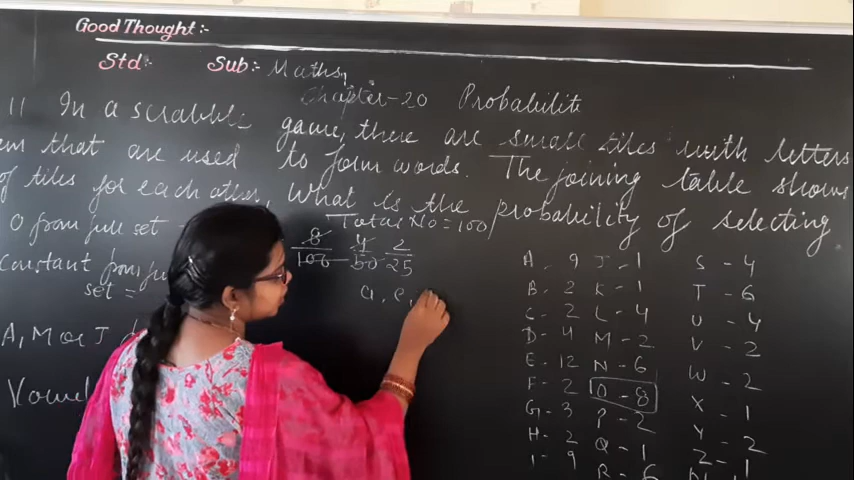 Good Thought:-
Std:- Sub:- Maths,
Chapter-20 Probabilite
11 In a scrabble game, there are small tiles with letters
em that are used to form words. The joining table shows
of tiles for each other, What is the probability of selecting
O from full set Total No = 100
8/100 4/50 2/25
Constant from fu
set =
a, e,
A, M or J
Vowel
A - 9 J - 1 S - 4
B - 2 K - 1 T - 6
C - 2 L - 4 U - 4
D - 4 M - 2 V - 2
E - 12 N - 6 W - 2
F - 2 O - 8 X - 1
G - 3 P - 2 Y - 2
H - 2 Q - 1 Z - 1
I - 9 R - 6